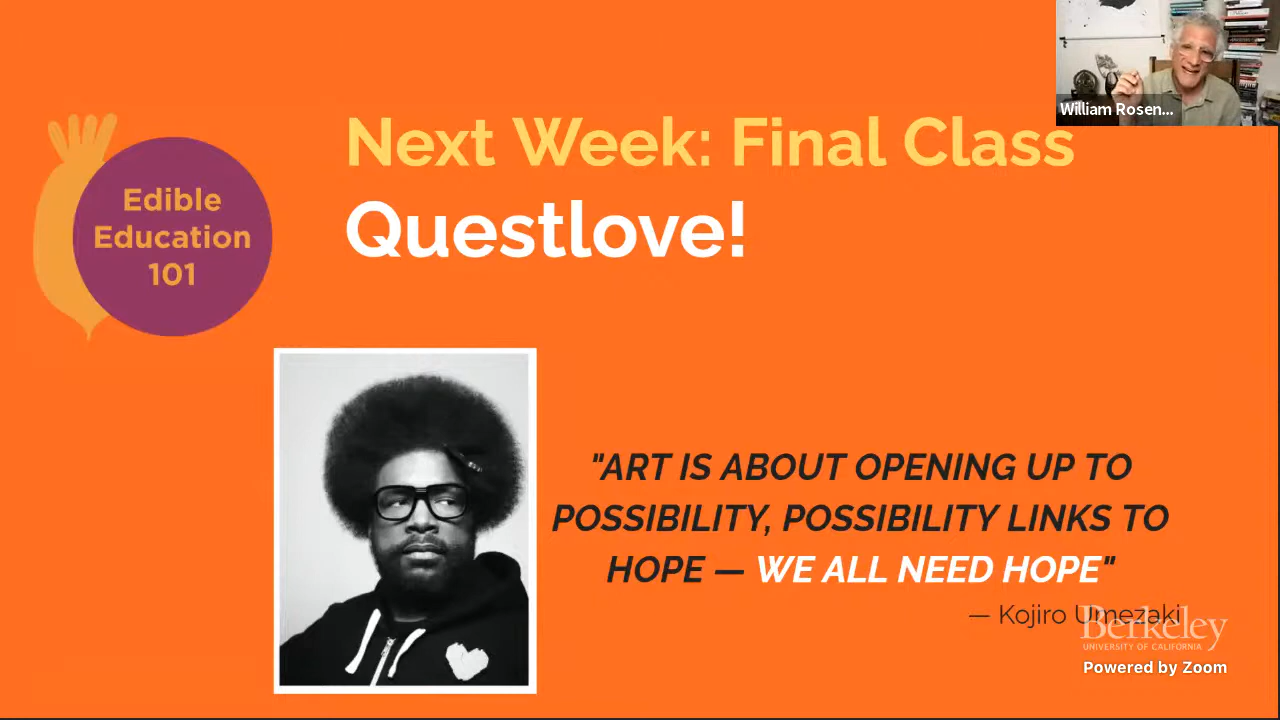 William Rosen...
Next Week: Final Class
Questlove!
Edible
Education
101
"ART IS ABOUT OPENING UP TO
POSSIBILITY, POSSIBILITY LINKS TO
HOPE — WE ALL NEED HOPE"
— Kojiro Umezaki
Berkeley
UNIVERSITY OF CALIFORNIA
Powered by Zoom